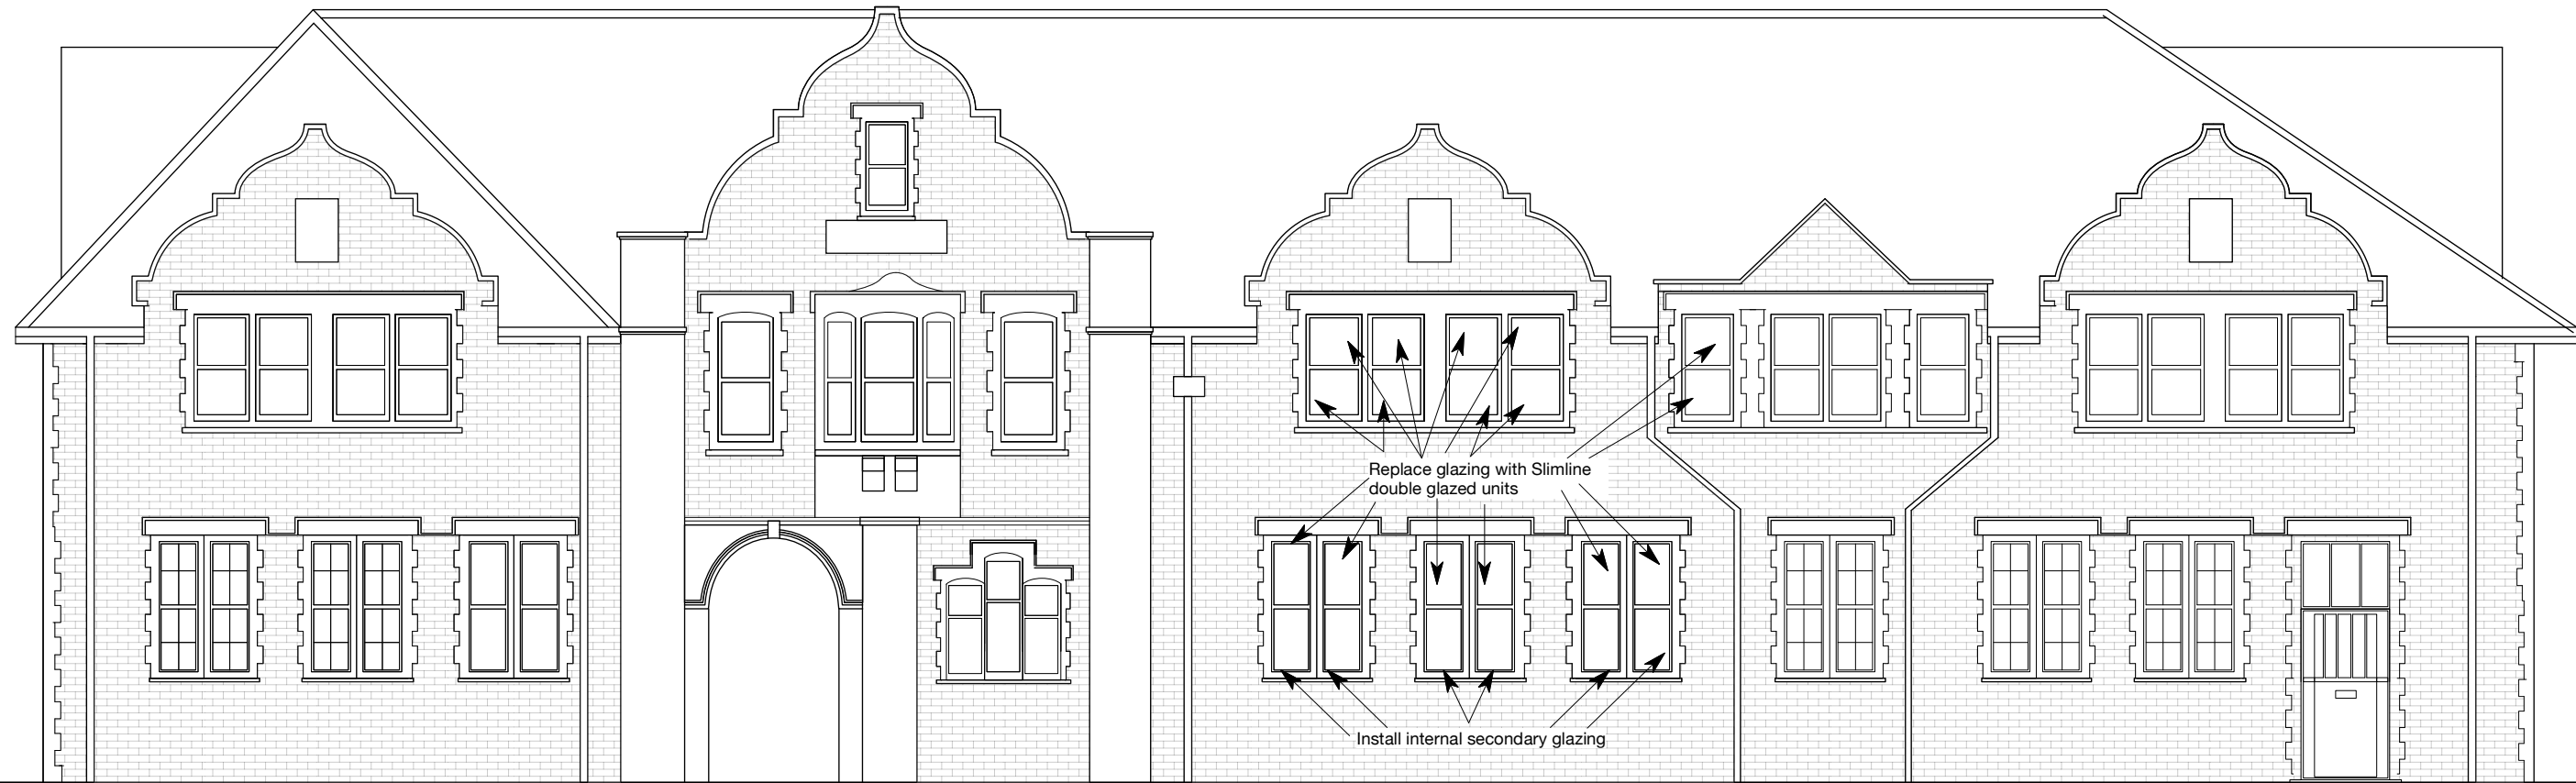 Replace glazing with Slimline
double glazed units
Install internal secondary glazing